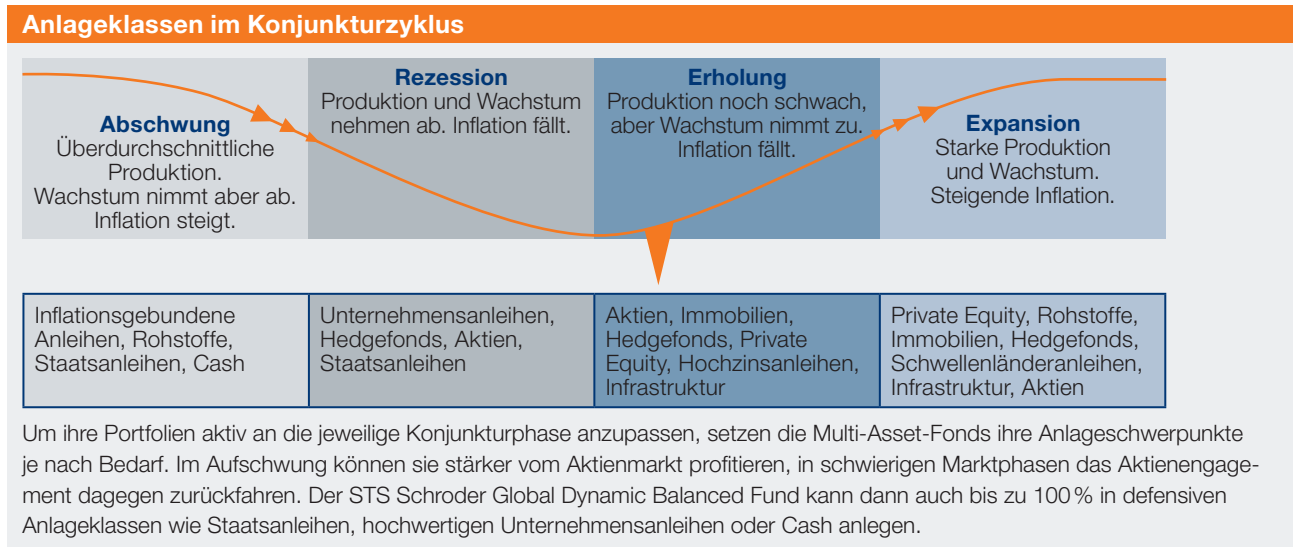 Anlageklassen im Konjunkturzyklus
Abschwung
Überdurchschnittliche
Produktion.
Wachstum nimmt aber ab.
Inflation steigt.
Rezession
Produktion und Wachstum
nehmen ab. Inflation fällt.
Erholung
Produktion noch schwach,
aber Wachstum nimmt zu.
Inflation fällt.
Expansion
Starke Produktion
und Wachstum.
Steigende Inflation.
Inflationsgebundene
Anleihen, Rohstoffe,
Staatsanleihen, Cash
Unternehmensanleihen,
Hedgefonds, Aktien,
Staatsanleihen
Aktien, Immobilien,
Hedgefonds, Private
Equity, Hochzinsanleihen,
Infrastruktur
Private Equity, Rohstoffe,
Immobilien, Hedgefonds,
Schwellenländeranleihen,
Infrastruktur, Aktien
Um ihre Portfolien aktiv an die jeweilige Konjunkturphase anzupassen, setzen die Multi-Asset-Fonds ihre Anlageschwerpunkte
je nach Bedarf. Im Aufschwung können sie stärker vom Aktienmarkt profitieren, in schwierigen Marktphasen das Aktienengage-
ment dagegen zurückfahren. Der STS Schroder Global Dynamic Balanced Fund kann dann auch bis zu 100 % in defensiven
Anlageklassen wie Staatsanleihen, hochwertigen Unternehmensanleihen oder Cash anlegen.